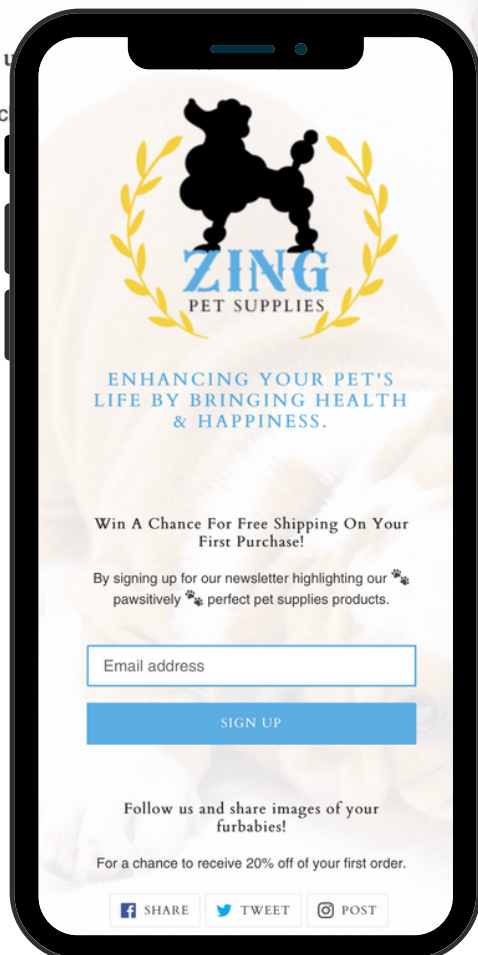 u
c
ZING
PET SUPPLIES
ENHANCING YOUR PET'S
LIFE BY BRINGING HEALTH
& HAPPINESS.
Win A Chance For Free Shipping On Your
First Purchase!
By signing up for our newsletter highlighting our 🐾
pawsitively 🐾 perfect pet supplies products.
Email address
SIGN UP
Follow us and share images of your
furbabies!
For a chance to receive 20% off of your first order.
SHARE TWEET POST